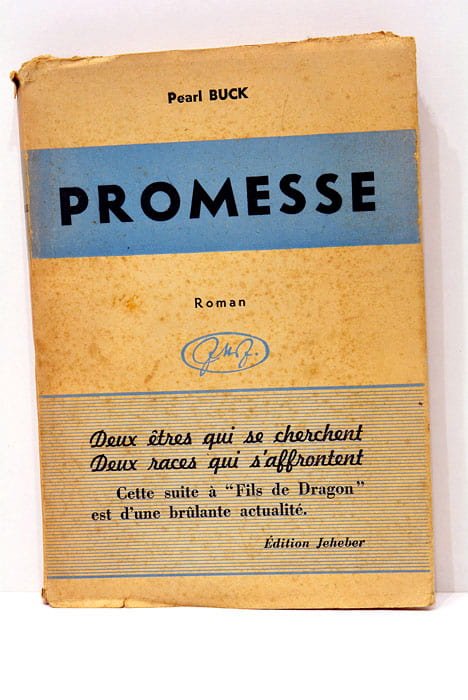 Pearl BUCK
PROMESSE
Roman
Deux êtres qui se cherchent
Deux races qui s'affrontent
Cette suite à "Fils de Dragon"
est d'une brûlante actualité.
Édition Jeheber